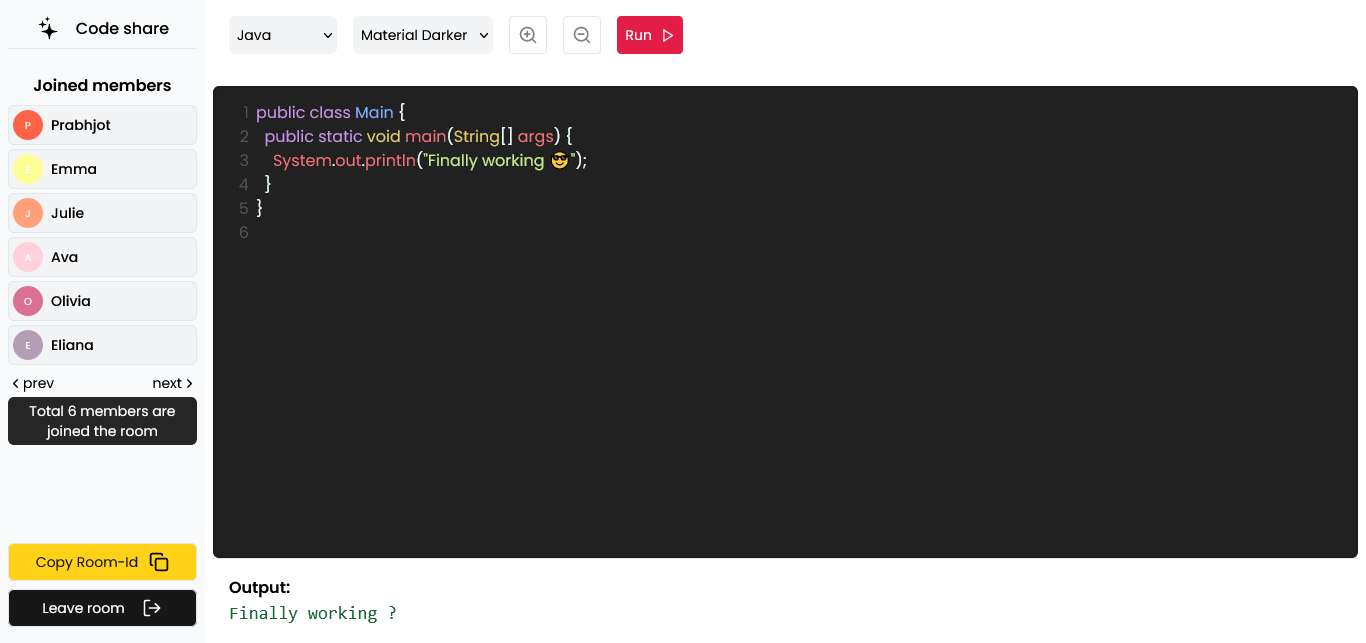 Code share
Joined members
P Prabhjot
E Emma
J Julie
A Ava
O Olivia
E Eliana
prev next
Total 6 members are
joined the room
Copy Room-Id
Leave room
Java Material Darker Run
1 public class Main {
2 public static void main(String[] args) {
3 System.out.println("Finally working 😎");
4 }
5 }
6
Output:
Finally working ?